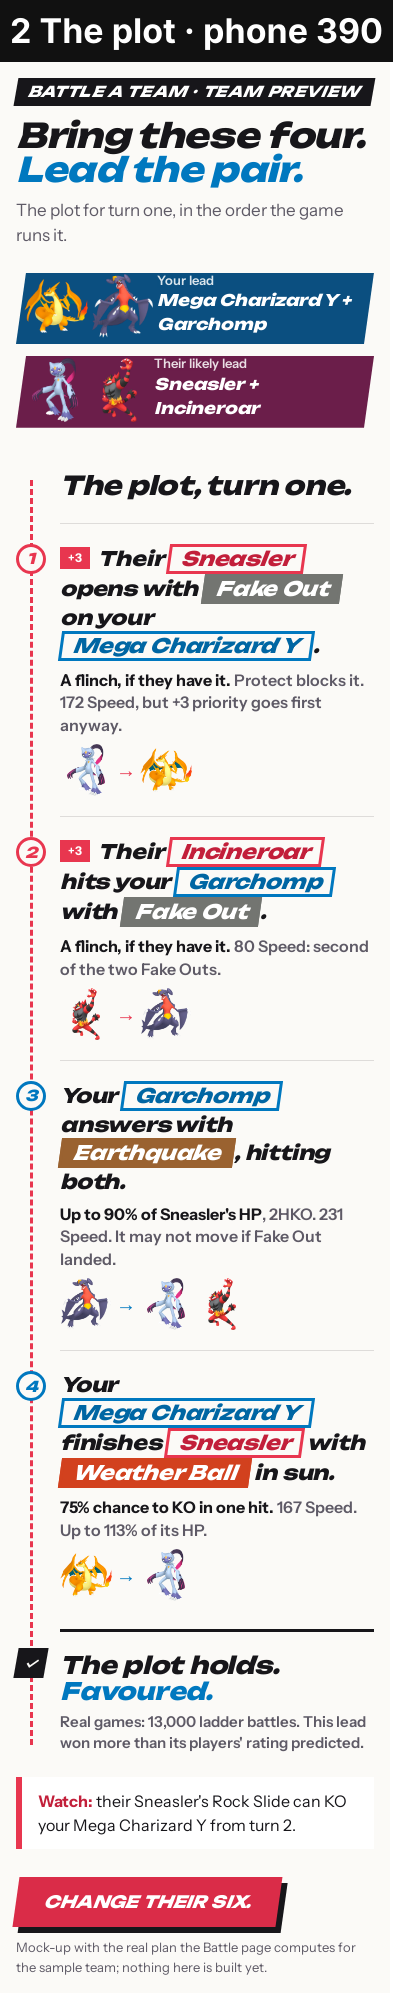 2 The plot · phone 390
BATTLE A TEAM · TEAM PREVIEW
Bring these four.
Lead the pair.
The plot for turn one, in the order the game
runs it.
Your lead
Mega Charizard Y +
Garchomp
Their likely lead
Sneasler +
Incineroar
The plot, turn one.
1
+3 Their Sneasler
opens with Fake Out
on your
Mega Charizard Y.
A flinch, if they have it. Protect blocks it.
172 Speed, but +3 priority goes first
anyway.
→
2
+3 Their Incineroar
hits your Garchomp
with Fake Out.
A flinch, if they have it. 80 Speed: second
of the two Fake Outs.
→
3
Your Garchomp
answers with
Earthquake, hitting
both.
Up to 90% of Sneasler's HP, 2HKO. 231
Speed. It may not move if Fake Out
landed.
→
4
Your
Mega Charizard Y
finishes Sneasler with
Weather Ball in sun.
75% chance to KO in one hit. 167 Speed.
Up to 113% of its HP.
→
✓
The plot holds.
Favoured.
Real games: 13,000 ladder battles. This lead
won more than its players' rating predicted.
Watch: their Sneasler's Rock Slide can KO
your Mega Charizard Y from turn 2.
CHANGE THEIR SIX.
Mock-up with the real plan the Battle page computes for
the sample team; nothing here is built yet.